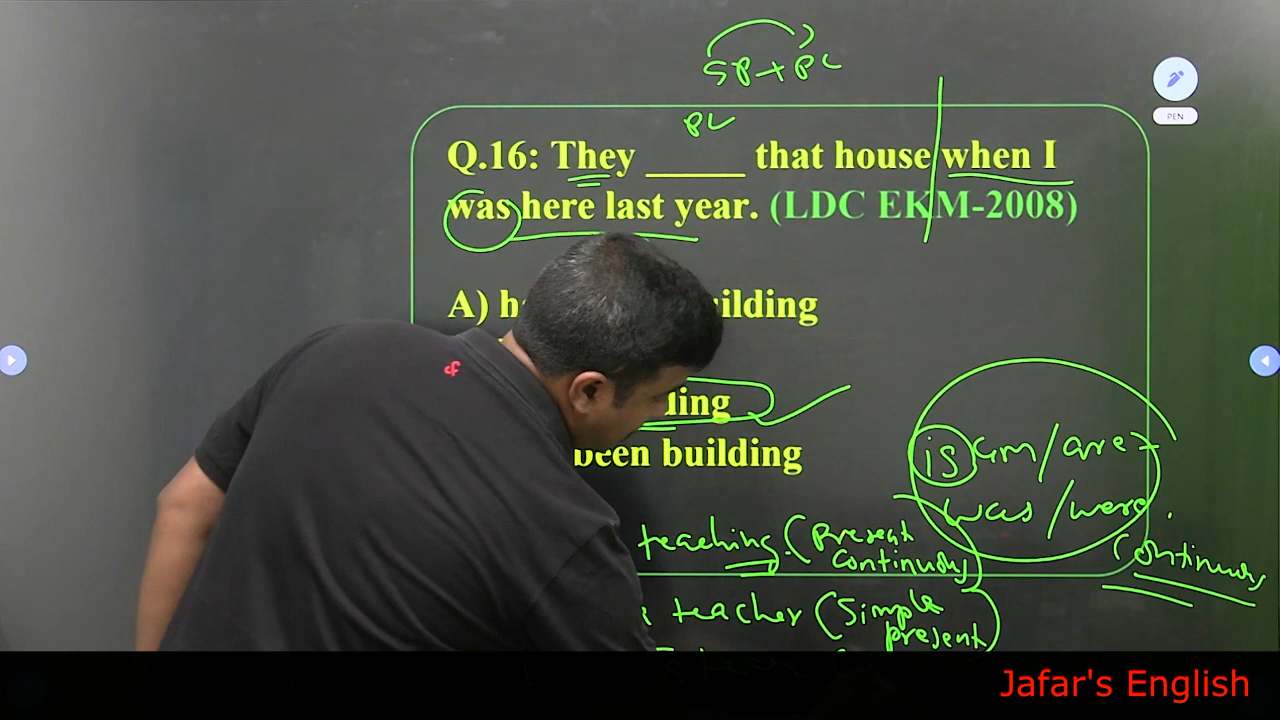 SP + PC
PEN
PC
Q.16: They _____ that house when I
was here last year. (LDC EKM-2008)
A) h ilding
ding
been building
is am/are +
was/were.
teaching. (Present
Continuous)
Continuous
teacher (Simple
present)
Jafar's English